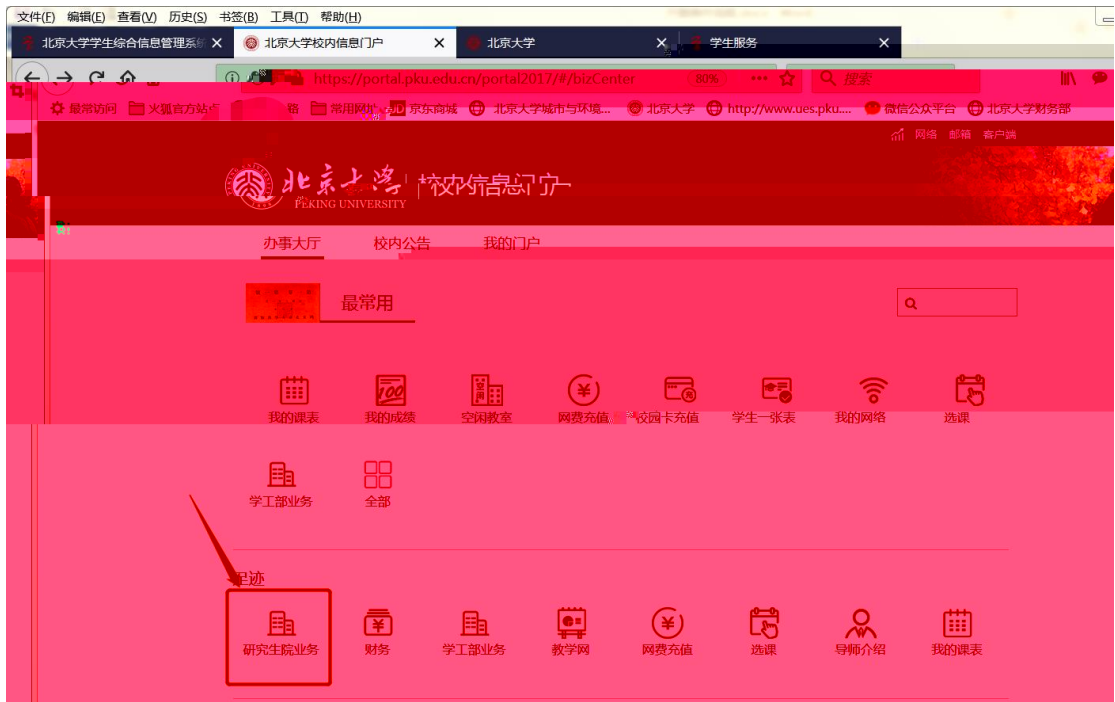 文件(F) 编辑(E) 查看(V) 历史(S) 书签(B) 工具(T) 帮助(H)
北京大学学生综合信息管理系统 北京大学校内信息门户 北京大学 学生服务
https://portal.pku.edu.cn/portal2017/#/bizCenter 80% 搜索
最常访问 火狐官方站点 常用网址 京东商城 北京大学城市与环境... 北京大学 http://www.ues.pku.... 微信公众平台 北京大学财务部
网络 邮箱 客户端
北京大学 校内信息门户
PEKING UNIVERSITY
办事大厅 校内公告 我的门户
最常用
我的课表 我的成绩 空闲教室 网费充值 校园卡充值 学生一张表 我的网络 选课
学工部业务 全部
足迹
研究生院业务 财务 学工部业务 教学网 网费充值 选课 导师介绍 我的课表